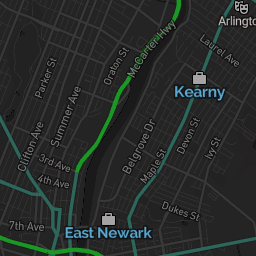 Arlington
Laurel Ave
McCarter Hwy
Oraton St
Parker St
Kearny
Summer Ave
Clifton Ave
Belgrove Dr
Devon St
Ivy St
Maple St
3rd Ave
4th Ave
Dukes St
7th Ave
East Newark